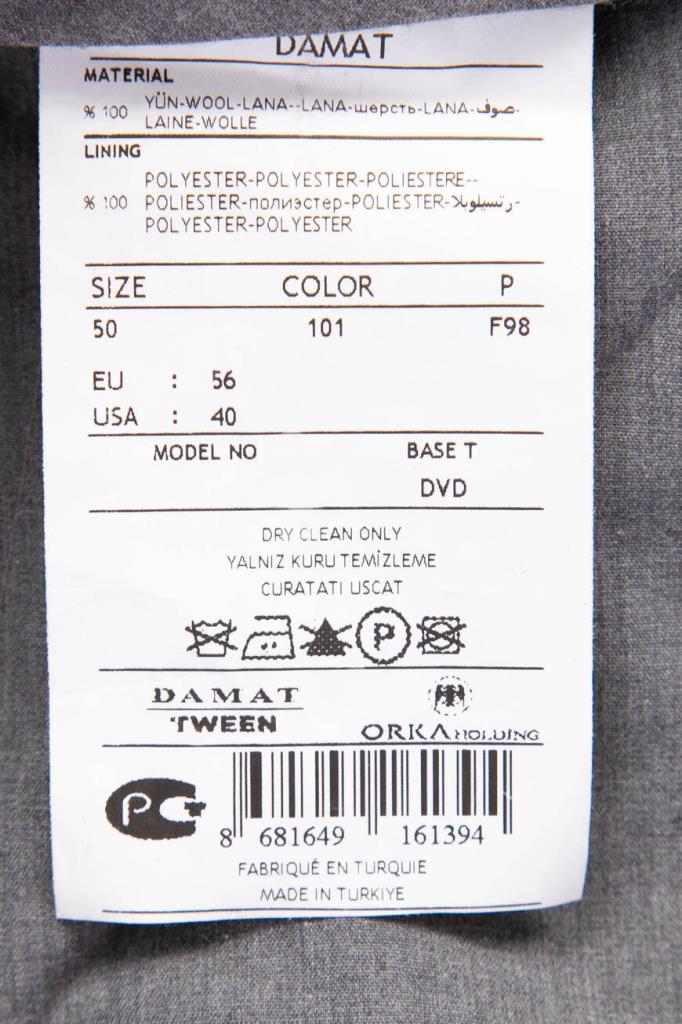 DAMAT
MATERIAL
% 100 YÜN-WOOL-LANA--LANA-шерсть-LANA-صوف-
LAINE-WOLLE
LINING
POLYESTER-POLYESTER-POLIESTERE--
% 100 POLIESTER-полиэстер-POLIESTER-رتسيلوبلا-
POLYESTER-POLYESTER
SIZE COLOR P
50 101 F98
EU : 56
USA : 40
MODEL NO BASE T
DVD
DRY CLEAN ONLY
YALNIZ KURU TEMİZLEME
CURATATI USCAT
P
DAMAT
TWEEN
ORKA HOLDING
PC
8 681649 161394
FABRIQUÉ EN TURQUIE
MADE IN TURKIYE